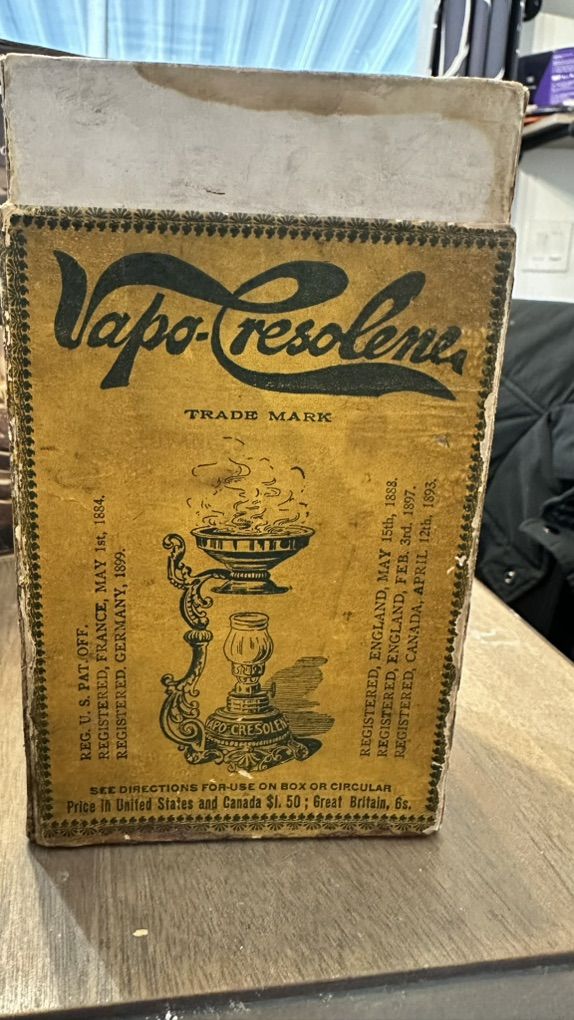 Vapo-Cresolene.
TRADE MARK
REG. U. S. PAT. OFF.
REGISTERED, FRANCE, MAY 1st, 1884.
REGISTERED, GERMANY, 1899.
REGISTERED, ENGLAND, MAY 15th, 1888.
REGISTERED, ENGLAND, FEB. 3rd. 1897.
REGISTERED, CANADA, APRIL 12th, 1893.
APO-CRESOLEN
SEE DIRECTIONS FOR USE ON BOX OR CIRCULAR
Price in United States and Canada $1.50; Great Britain, 6s.